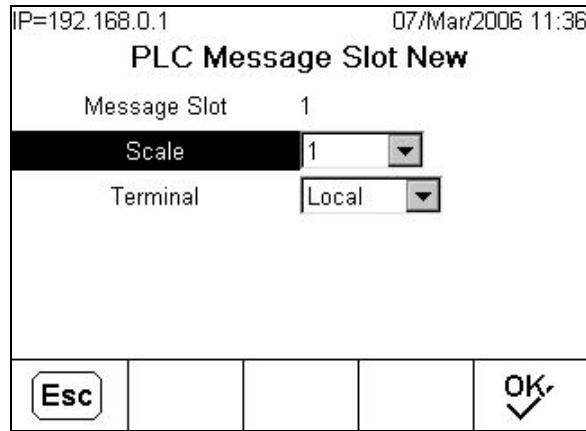 IP=192.168.0.1 07/Mar/2006 11:36
PLC Message Slot New
Message Slot 1
Scale 1
Terminal Local
Esc OK